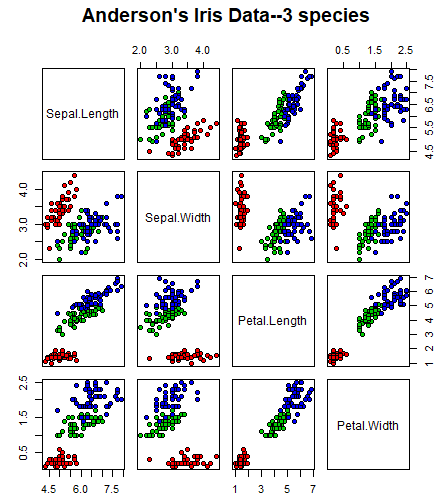 Anderson's Iris Data--3 species
2.0 3.0 4.0
0.5 1.5 2.5
Sepal.Length
4.5 5.5 6.5 7.5
2.0 3.0 4.0
Sepal.Width
Petal.Length
1 2 3 4 5 6 7
0.5 1.5 2.5
Petal.Width
4.5 6.0 7.5
1 3 5 7